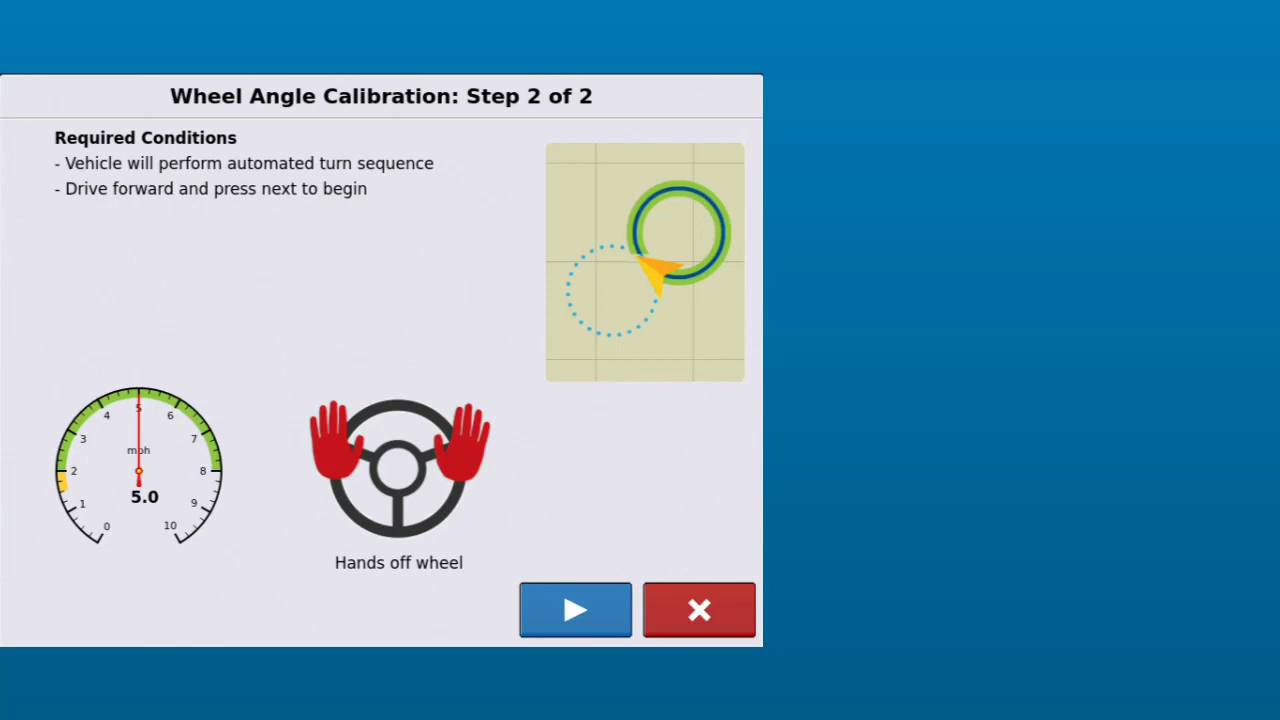 Wheel Angle Calibration: Step 2 of 2
Required Conditions
- Vehicle will perform automated turn sequence
- Drive forward and press next to begin
4
5
6
3
7
mph
2
8
5.0
1
9
0
10
Hands off wheel